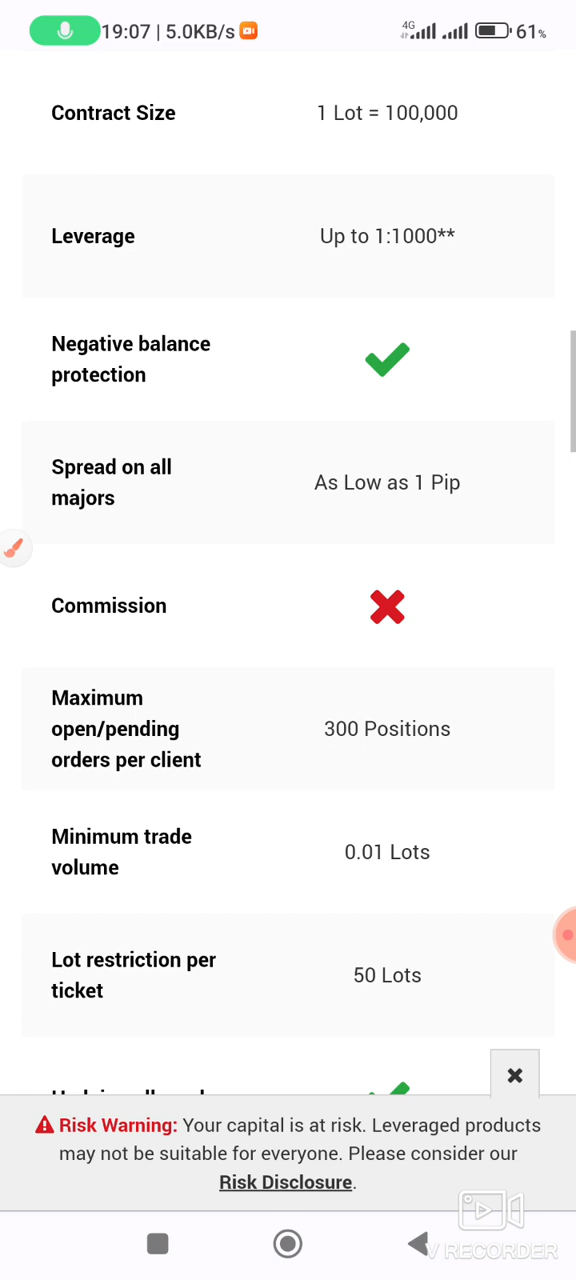 19:07 | 5.0KB/s 4G 61%
Contract Size 1 Lot = 100,000
Leverage Up to 1:1000**
Negative balance
protection
Spread on all
majors
As Low as 1 Pip
Commission
Maximum
open/pending
orders per client
300 Positions
Minimum trade
volume
0.01 Lots
Lot restriction per
ticket
50 Lots
Risk Warning: Your capital is at risk. Leveraged products
may not be suitable for everyone. Please consider our
Risk Disclosure.
V RECORDER